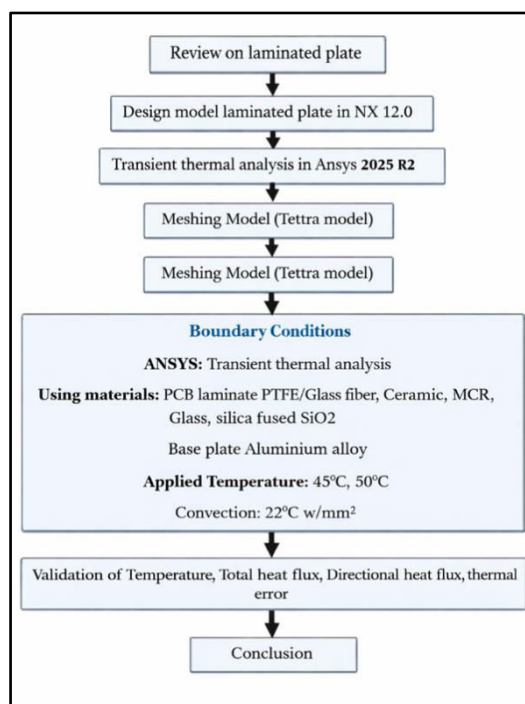 Review on laminated plate
Design model laminated plate in NX 12.0
Transient thermal analysis in Ansys 2025 R2
Meshing Model (Tettra model)
Meshing Model (Tettra model)
Boundary Conditions
ANSYS: Transient thermal analysis
Using materials: PCB laminate PTFE/Glass fiber, Ceramic, MCR,
Glass, silica fused SiO2
Base plate Aluminium alloy
Applied Temperature: 45°C, 50°C
Convection: 22°C w/mm²
Validation of Temperature, Total heat flux, Directional heat flux, thermal
error
Conclusion